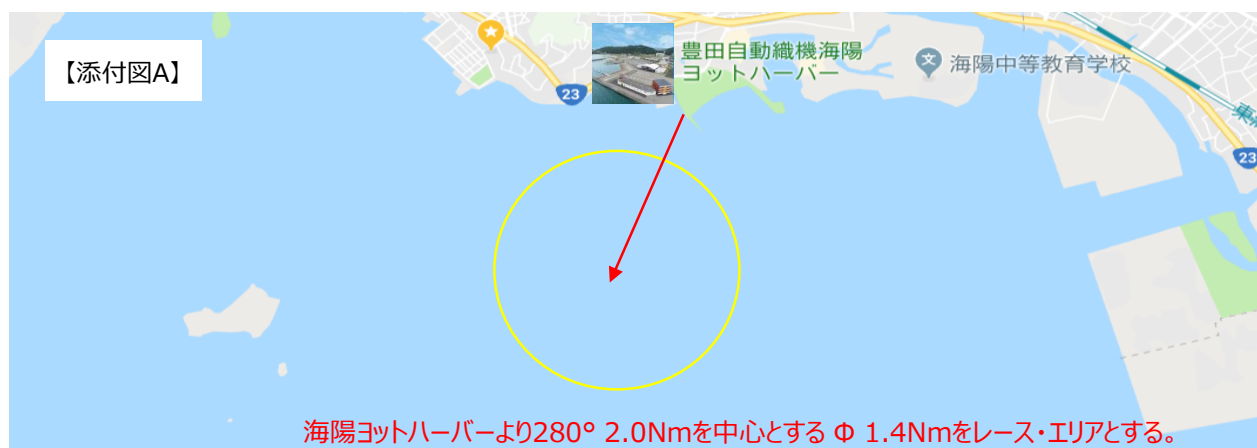 【添付図A】
豊田自動織機海陽
ヨットハーバー
海陽中等教育学校
23
23
海陽ヨットハーバーより280° 2.0Nmを中心とする Φ 1.4Nmをレース・エリアとする。